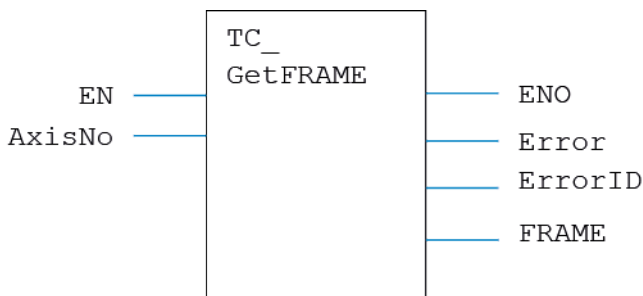 TC_
GetFRAME
EN
AxisNo
ENO
Error
ErrorID
FRAME